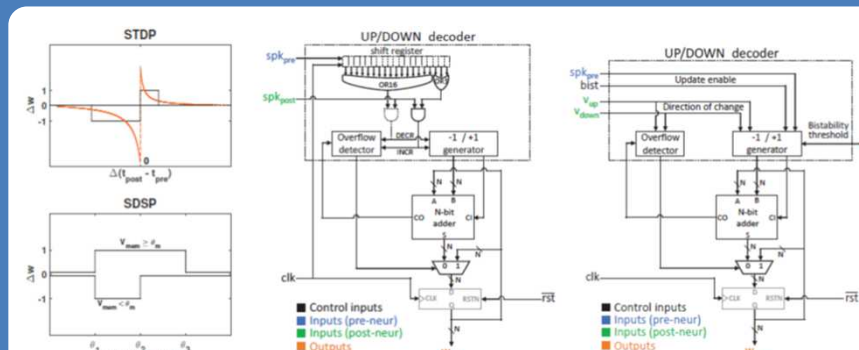 STDP
1
0
-1
Δw
0
Δ(t_post - t_pre)
SDSP
V_mem ≥ θ_m
1
0
-1
Δw
V_mem < θ_m
θ_1 θ_2 θ_3
UP/DOWN decoder
shift register
spk_pre
OR16
spk_post
DECR
INCR
Overflow
detector
-1 / +1
generator
N N
A B
CO CI
N-bit
adder
S
N
N
0 1
N
clk
D
CLK RSTN
Q
rst
N
Control inputs
Inputs (pre-neur)
Inputs (post-neur)
Outputs
UP/DOWN decoder
spk_pre
bist
Update enable
v_up
v_down
Direction of change
Bistability
threshold
Overflow
detector
-1 / +1
generator
N N
A B
CO CI
N-bit
adder
S
N
N
0 1
N
clk
D
CLK RSTN
Q
rst
N
Control inputs
Inputs (pre-neur)
Inputs (post-neur)
Outputs